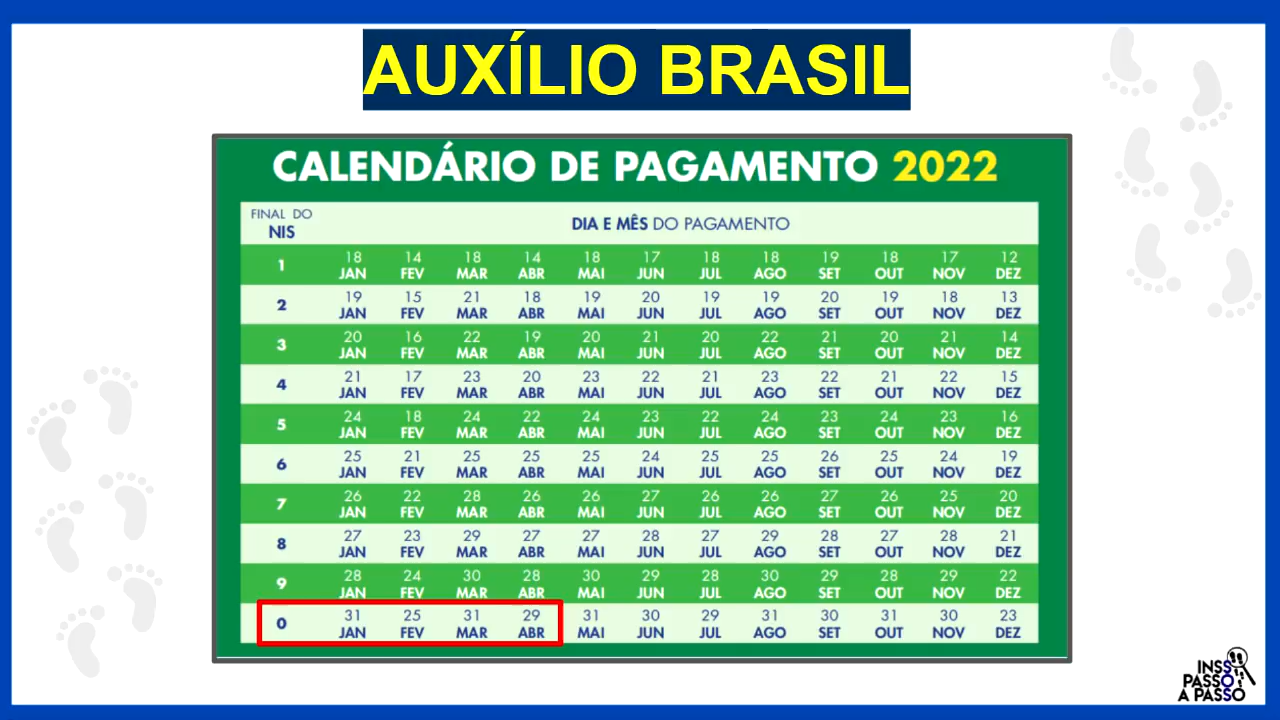 AUXÍLIO BRASIL
CALENDÁRIO DE PAGAMENTO 2022
FINAL DO
NIS
DIA E MÊS DO PAGAMENTO
1 18 14 18 14 18 17 18 18 19 18 17 12
JAN FEV MAR ABR MAI JUN JUL AGO SET OUT NOV DEZ
2 19 15 21 18 19 20 19 19 20 19 18 13
JAN FEV MAR ABR MAI JUN JUL AGO SET OUT NOV DEZ
3 20 16 22 19 20 21 20 22 21 20 21 14
JAN FEV MAR ABR MAI JUN JUL AGO SET OUT NOV DEZ
4 21 17 23 20 23 22 21 23 22 21 22 15
JAN FEV MAR ABR MAI JUN JUL AGO SET OUT NOV DEZ
5 24 18 24 22 24 23 22 24 23 24 23 16
JAN FEV MAR ABR MAI JUN JUL AGO SET OUT NOV DEZ
6 25 21 25 25 25 24 25 25 26 25 24 19
JAN FEV MAR ABR MAI JUN JUL AGO SET OUT NOV DEZ
7 26 22 28 26 26 27 26 26 27 26 25 20
JAN FEV MAR ABR MAI JUN JUL AGO SET OUT NOV DEZ
8 27 23 29 27 27 28 27 29 28 27 28 21
JAN FEV MAR ABR MAI JUN JUL AGO SET OUT NOV DEZ
9 28 24 30 28 30 29 28 30 29 28 29 22
JAN FEV MAR ABR MAI JUN JUL AGO SET OUT NOV DEZ
0 31 25 31 29 31 30 29 31 30 31 30 23
JAN FEV MAR ABR MAI JUN JUL AGO SET OUT NOV DEZ
INSS
PASSO
A PASSO